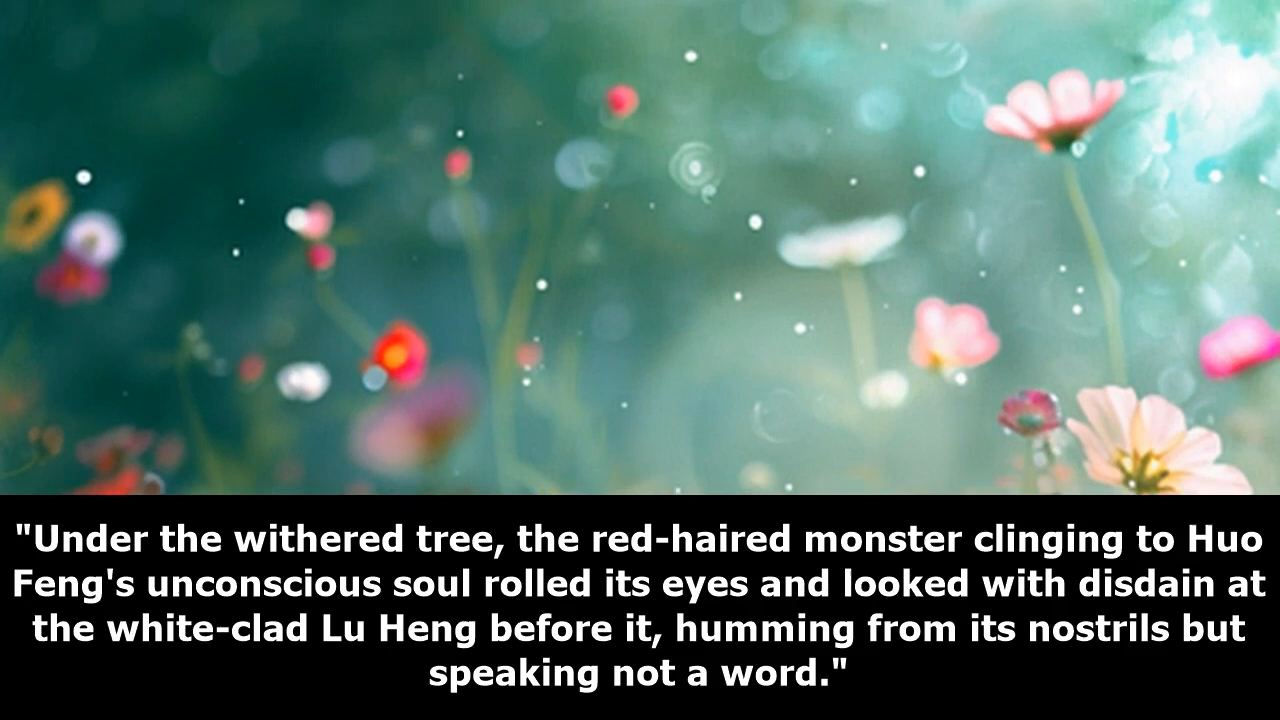 "Under the withered tree, the red-haired monster clinging to Huo
Feng's unconscious soul rolled its eyes and looked with disdain at
the white-clad Lu Heng before it, humming from its nostrils but
speaking not a word."